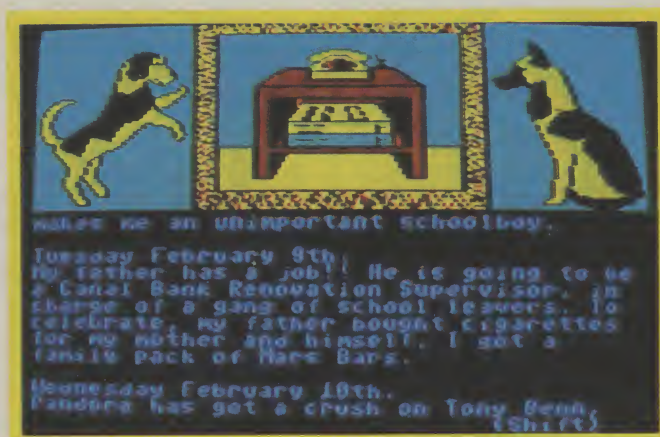 makes me an unimportant schoolboy.
Tuesday February 9th.
My father has a job!! He is going to be
a Canal Bank Renovation Supervisor. in
charge of a gang of school leavers. To
celebrate, my father bought cigarettes
for my mother and himself. I got a
family pack of Mars Bars.
Wednesday February 10th.
Pandora has got a crush on Tony Benn,
(Shift)